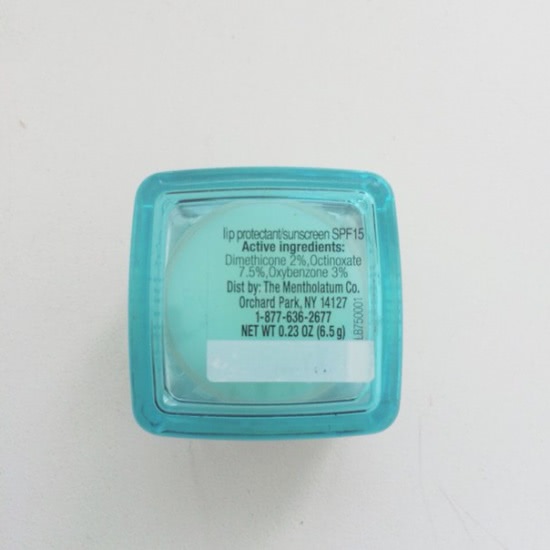 lip protectant/sunscreen SPF15
Active ingredients:
Dimethicone 2%,Octinoxate
7.5%,Oxybenzone 3%
Dist by: The Mentholatum Co.
Orchard Park, NY 14127
1-877-636-2677
NET WT 0.23 OZ (6.5 g)
LB750001